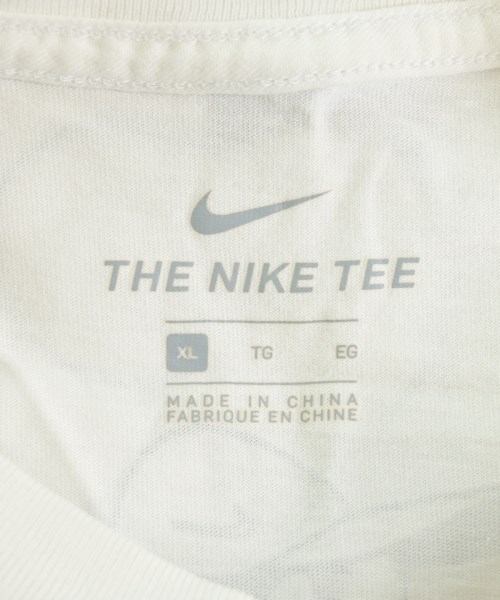 THE NIKE TEE
XL TG EG
MADE IN CHINA
FABRIQUE EN CHINE